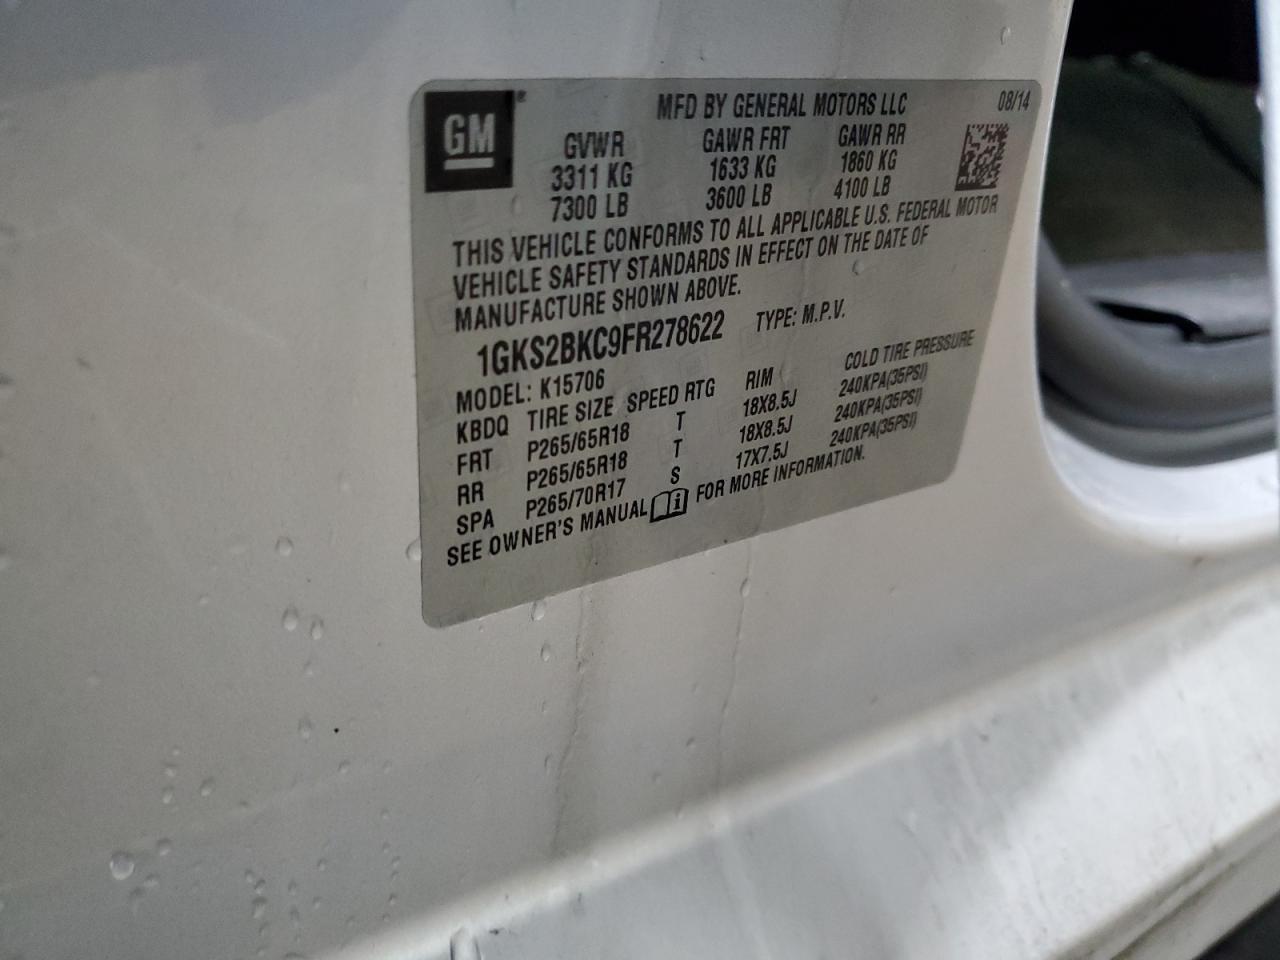 GM® MFD BY GENERAL MOTORS LLC 08/14
GVWR GAWR FRT GAWR RR
3311 KG 1633 KG 1860 KG
7300 LB 3600 LB 4100 LB
THIS VEHICLE CONFORMS TO ALL APPLICABLE U.S. FEDERAL MOTOR
VEHICLE SAFETY STANDARDS IN EFFECT ON THE DATE OF
MANUFACTURE SHOWN ABOVE.
1GKS2BKC9FR278622 TYPE: M.P.V.
MODEL: K15706
KBDQ TIRE SIZE SPEED RTG RIM COLD TIRE PRESSURE
FRT P265/65R18 T 18X8.5J 240KPA(35PSI)
RR P265/65R18 T 18X8.5J 240KPA(35PSI)
SPA P265/70R17 S 17X7.5J 240KPA(35PSI)
SEE OWNER'S MANUAL FOR MORE INFORMATION.